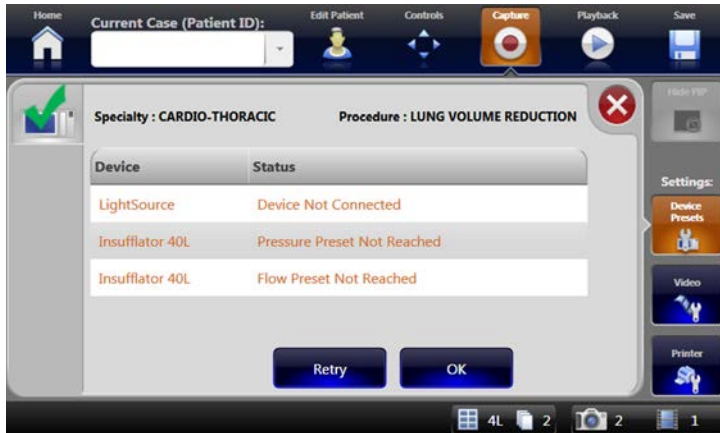 Home
Current Case (Patient ID):
Edit Patient
Controls
Capture
Playback
Save
Specialty : CARDIO-THORACIC
Procedure : LUNG VOLUME REDUCTION
Hide PIP
Device Status
LightSource Device Not Connected
Insufflator 40L Pressure Preset Not Reached
Insufflator 40L Flow Preset Not Reached
Retry
OK
Settings:
Device
Presets
Video
Printer
4L 2 2 1